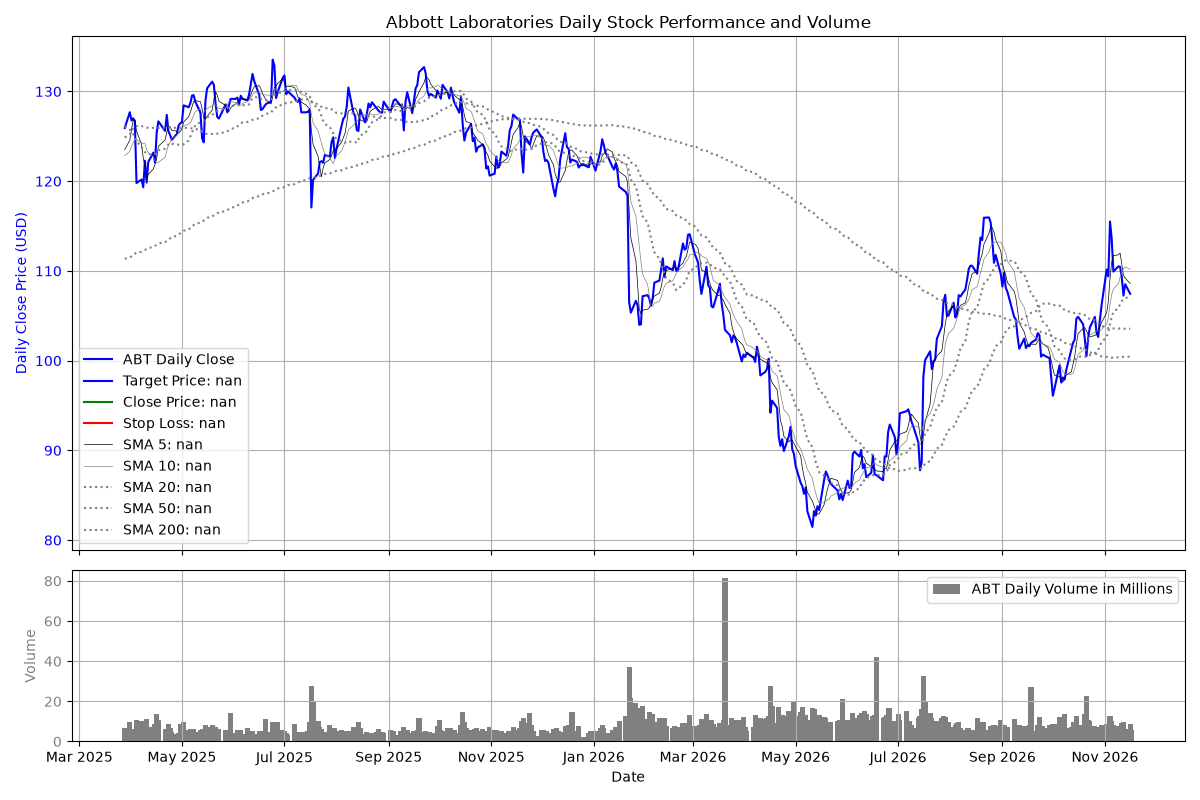 Abbott Laboratories Daily Stock Performance and Volume
Daily Close Price (USD)
130
120
110
100
90
80
ABT Daily Close
Target Price: nan
Close Price: nan
Stop Loss: nan
SMA 5: nan
SMA 10: nan
SMA 20: nan
SMA 50: nan
SMA 200: nan
Volume
80
60
40
20
0
ABT Daily Volume in Millions
Mar 2025 May 2025 Jul 2025 Sep 2025 Nov 2025 Jan 2026 Mar 2026 May 2026 Jul 2026 Sep 2026 Nov 2026
Date